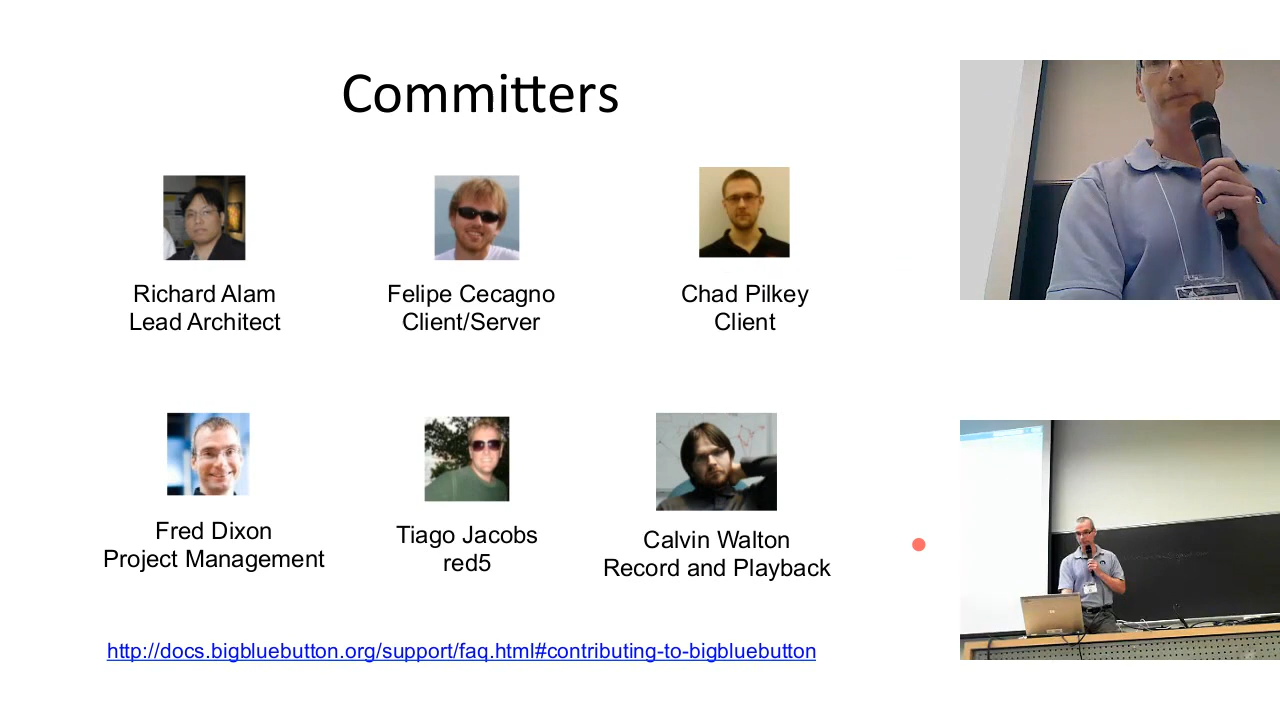 Committers
Richard Alam
Lead Architect
Felipe Cecagno
Client/Server
Chad Pilkey
Client
Fred Dixon
Project Management
Tiago Jacobs
red5
Calvin Walton
Record and Playback
http://docs.bigbluebutton.org/support/faq.html#contributing-to-bigbluebutton